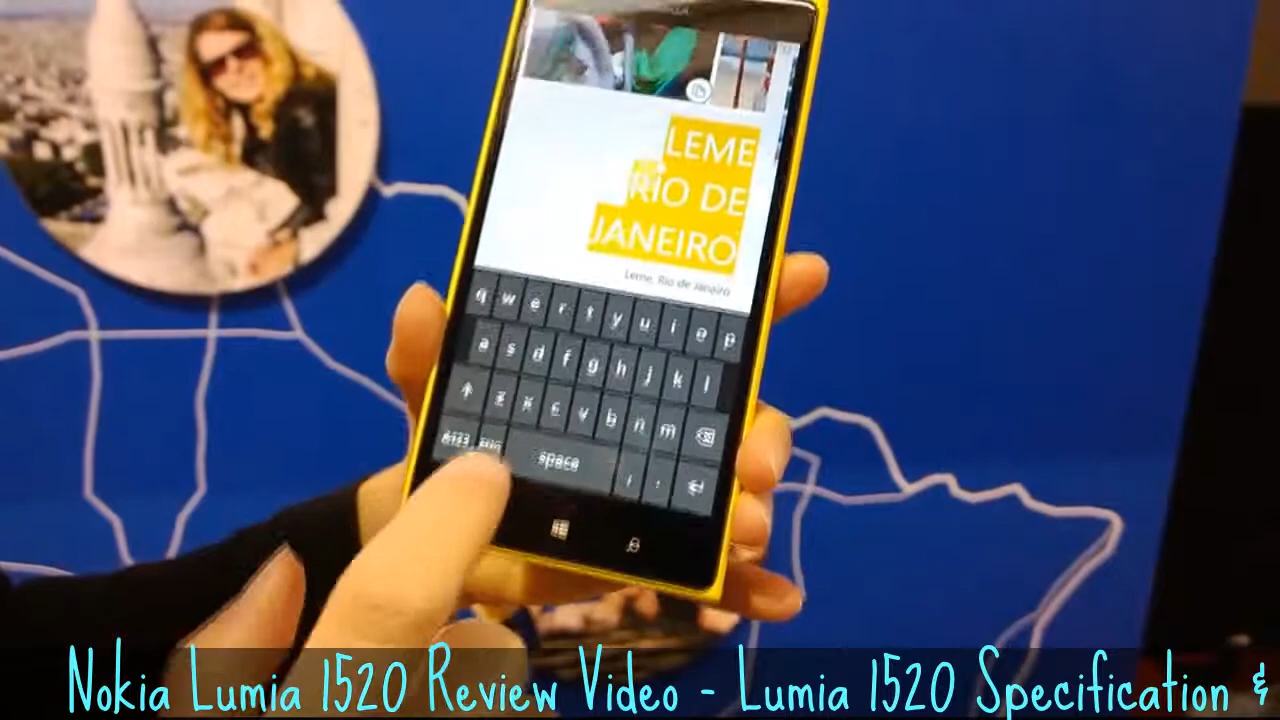 LEME
RIO DE
JANEIRO
Leme, Rio de Janeiro
q w e r t y u i o p
a s d f g h j k l
z x c v b n m
space
Nokia Lumia 1520 Review Video - Lumia 1520 Specification &